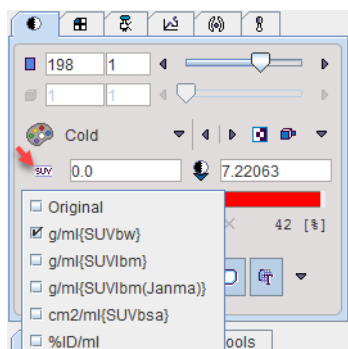 198 1
1 1
Cold
SUV 0.0 7.22063
Original
42 [%]
g/ml{SUVbw}
g/ml{SUVlbm}
g/ml{SUVlbm(Janma)}
cm2/ml{SUVbsa}
%ID/ml
ools